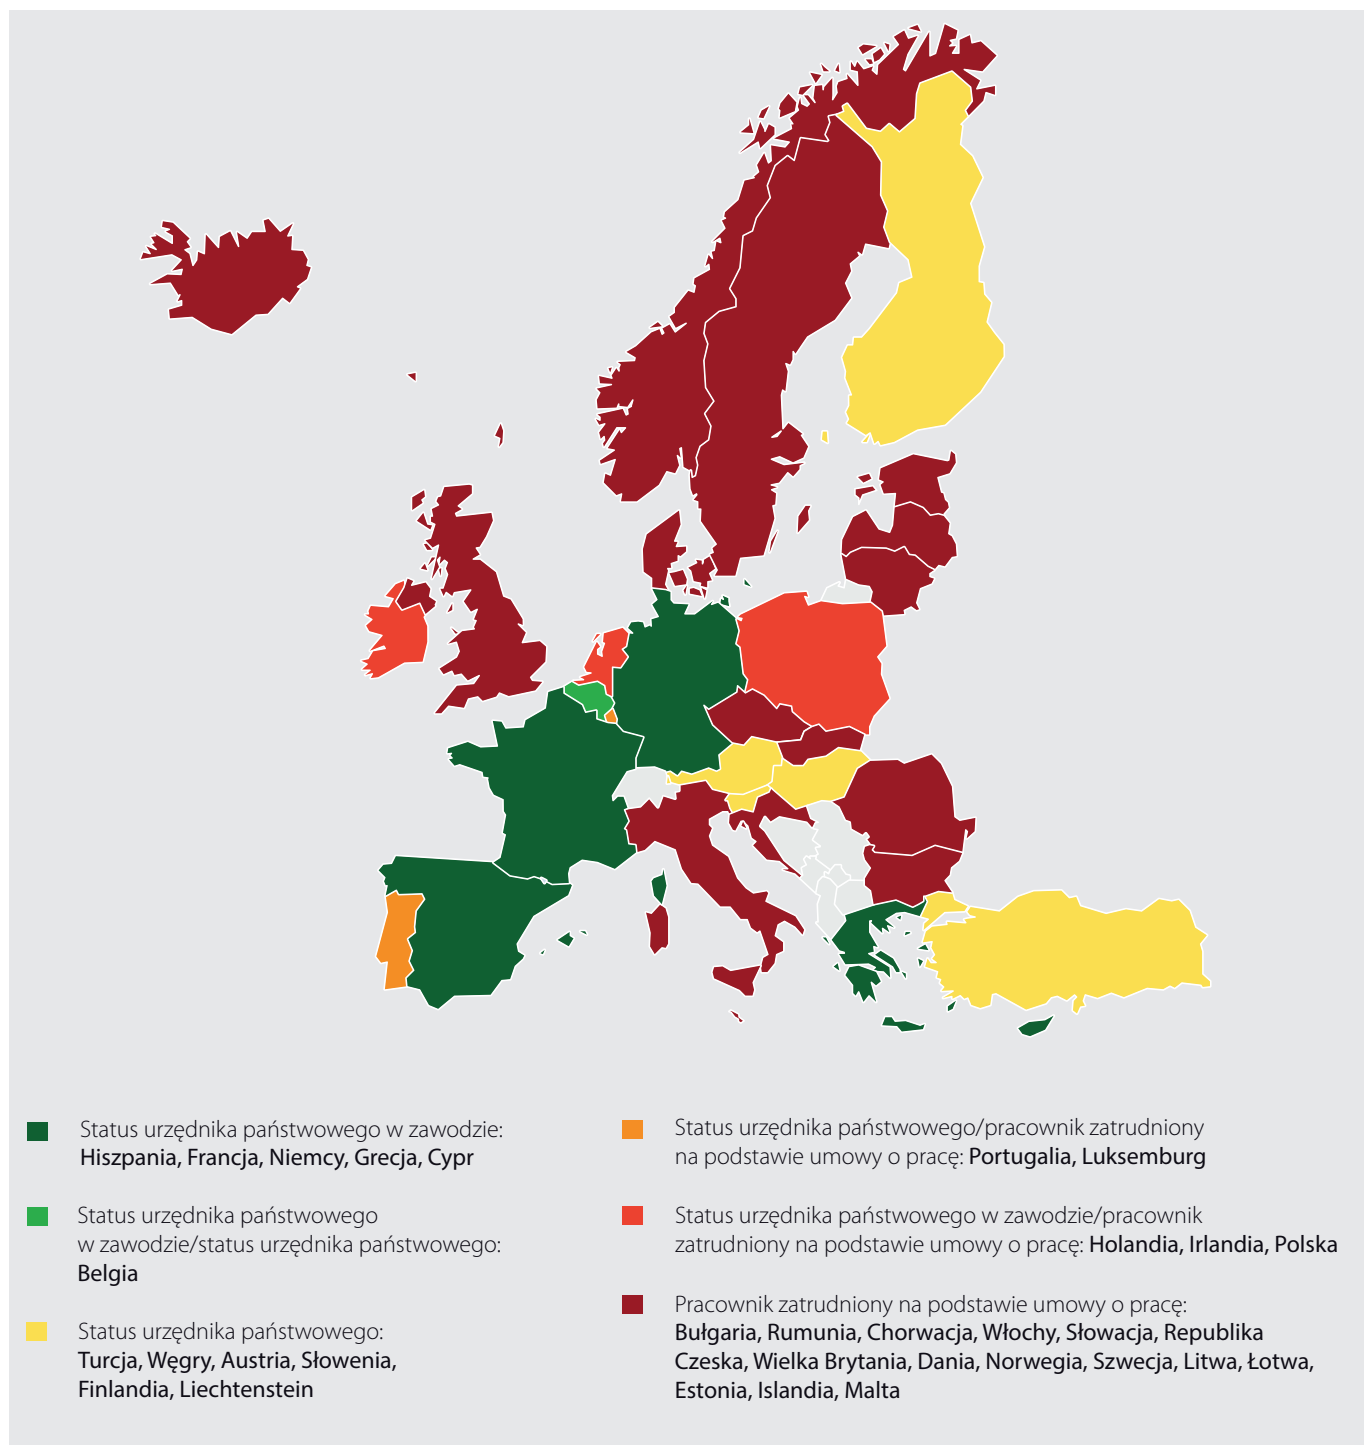 Status urzędnika państwowego w zawodzie:
Hiszpania, Francja, Niemcy, Grecja, Cypr
Status urzędnika państwowego
w zawodzie/status urzędnika państwowego:
Belgia
Status urzędnika państwowego:
Turcja, Węgry, Austria, Słowenia,
Finlandia, Liechtenstein
Status urzędnika państwowego/pracownik zatrudniony
na podstawie umowy o pracę: Portugalia, Luksemburg
Status urzędnika państwowego w zawodzie/pracownik
zatrudniony na podstawie umowy o pracę: Holandia, Irlandia, Polska
Pracownik zatrudniony na podstawie umowy o pracę:
Bułgaria, Rumunia, Chorwacja, Włochy, Słowacja, Republika
Czeska, Wielka Brytania, Dania, Norwegia, Szwecja, Litwa, Łotwa,
Estonia, Islandia, Malta